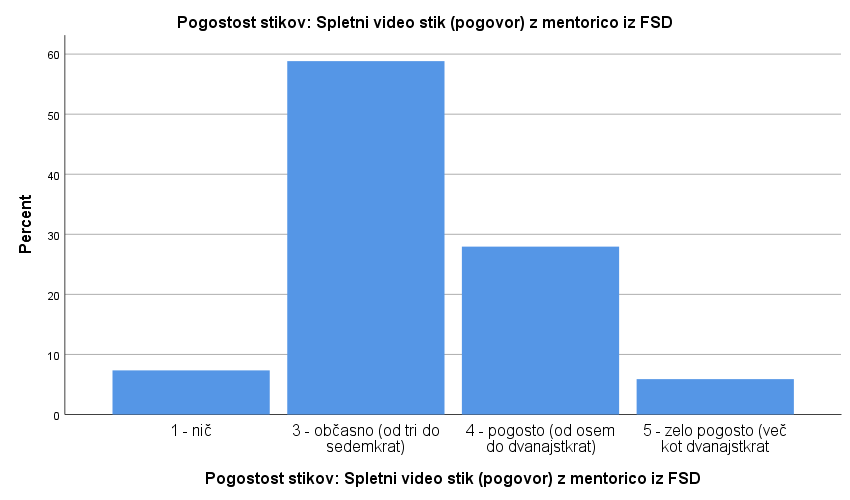 Pogostost stikov: Spletni video stik (pogovor) z mentorico iz FSD
60
50
40
30
20
10
0
Percent
1 - nič
3 - občasno (od tri do
sedemkrat)
4 - pogosto (od osem
do dvanajstkrat)
5 - zelo pogosto (več
kot dvanajstkrat
Pogostost stikov: Spletni video stik (pogovor) z mentorico iz FSD